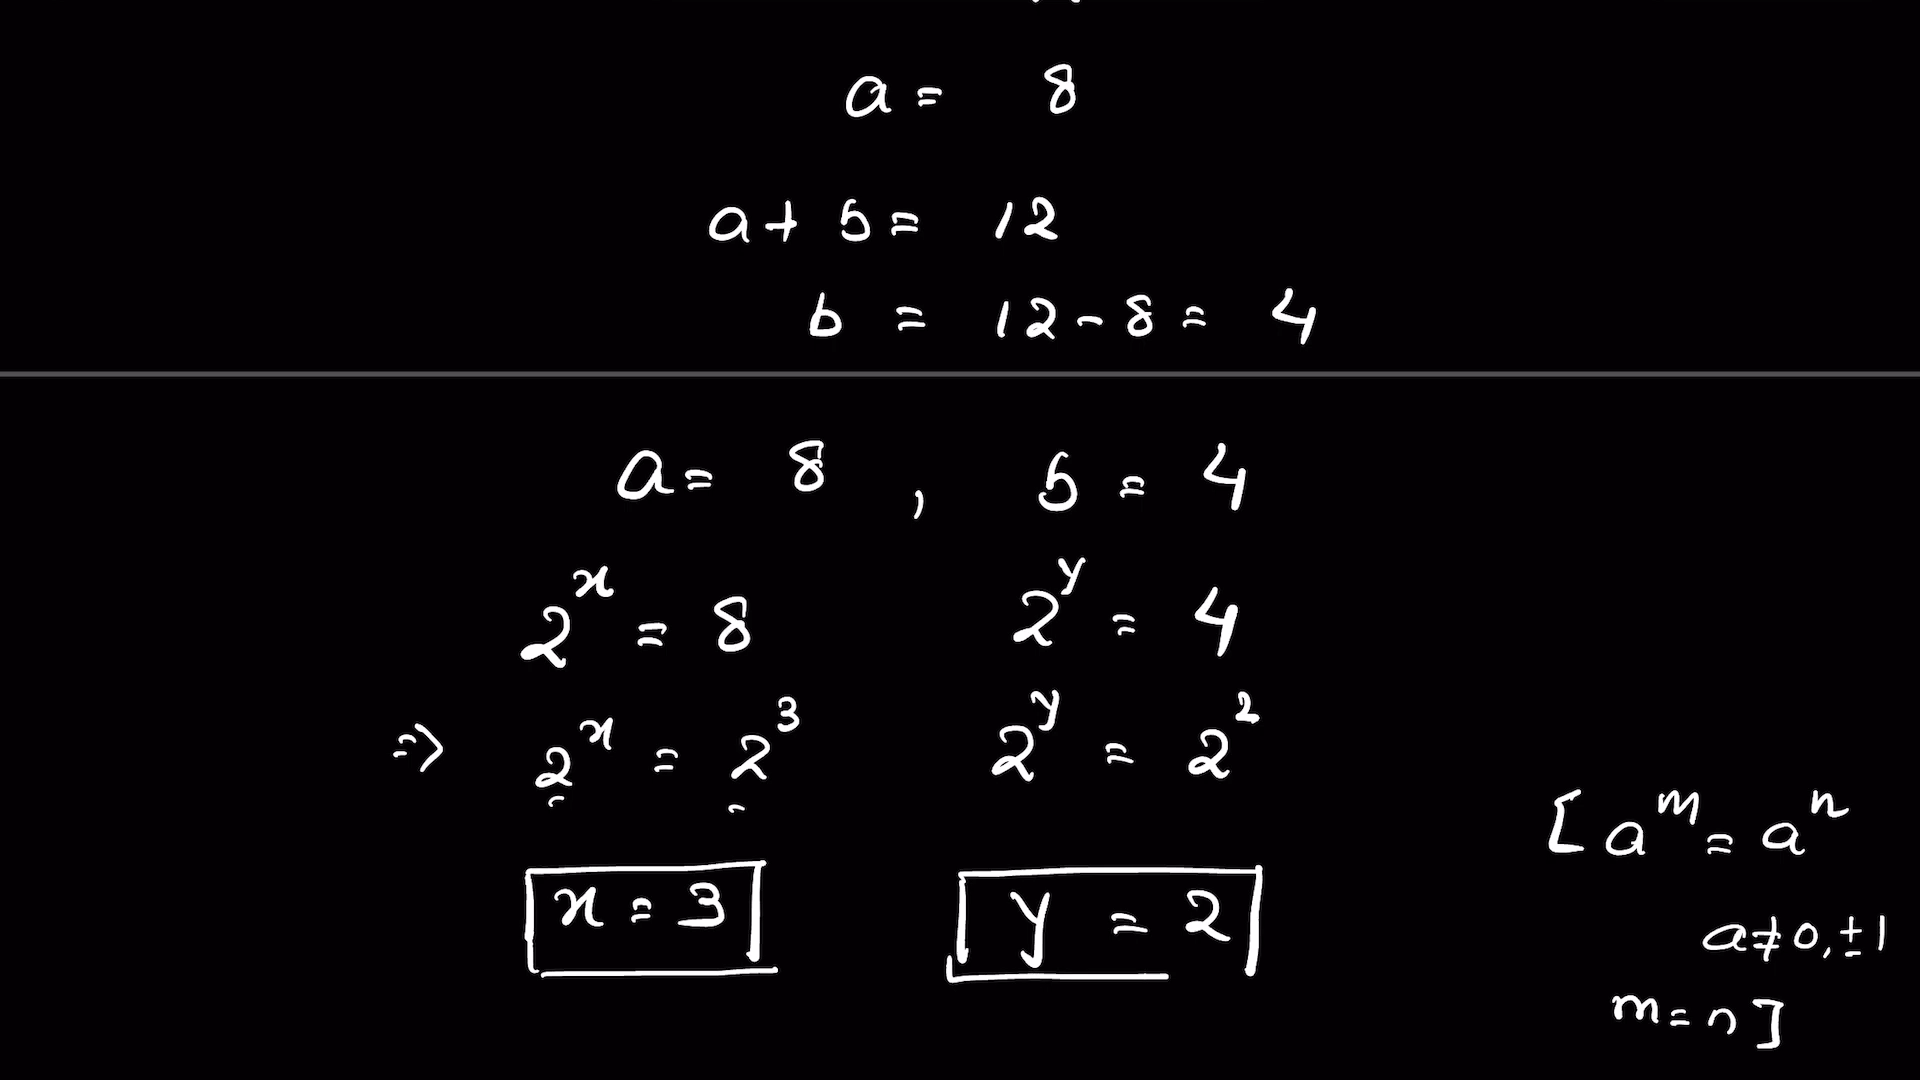 a = 8
a + b = 12
b = 12 - 8 = 4
a = 8 , b = 4
2^x = 8 2^y = 4
=> 2^x = 2^3 2^y = 2^2
[ a^m = a^n
x = 3 y = 2 a ≠ 0, ± 1
m = n ]